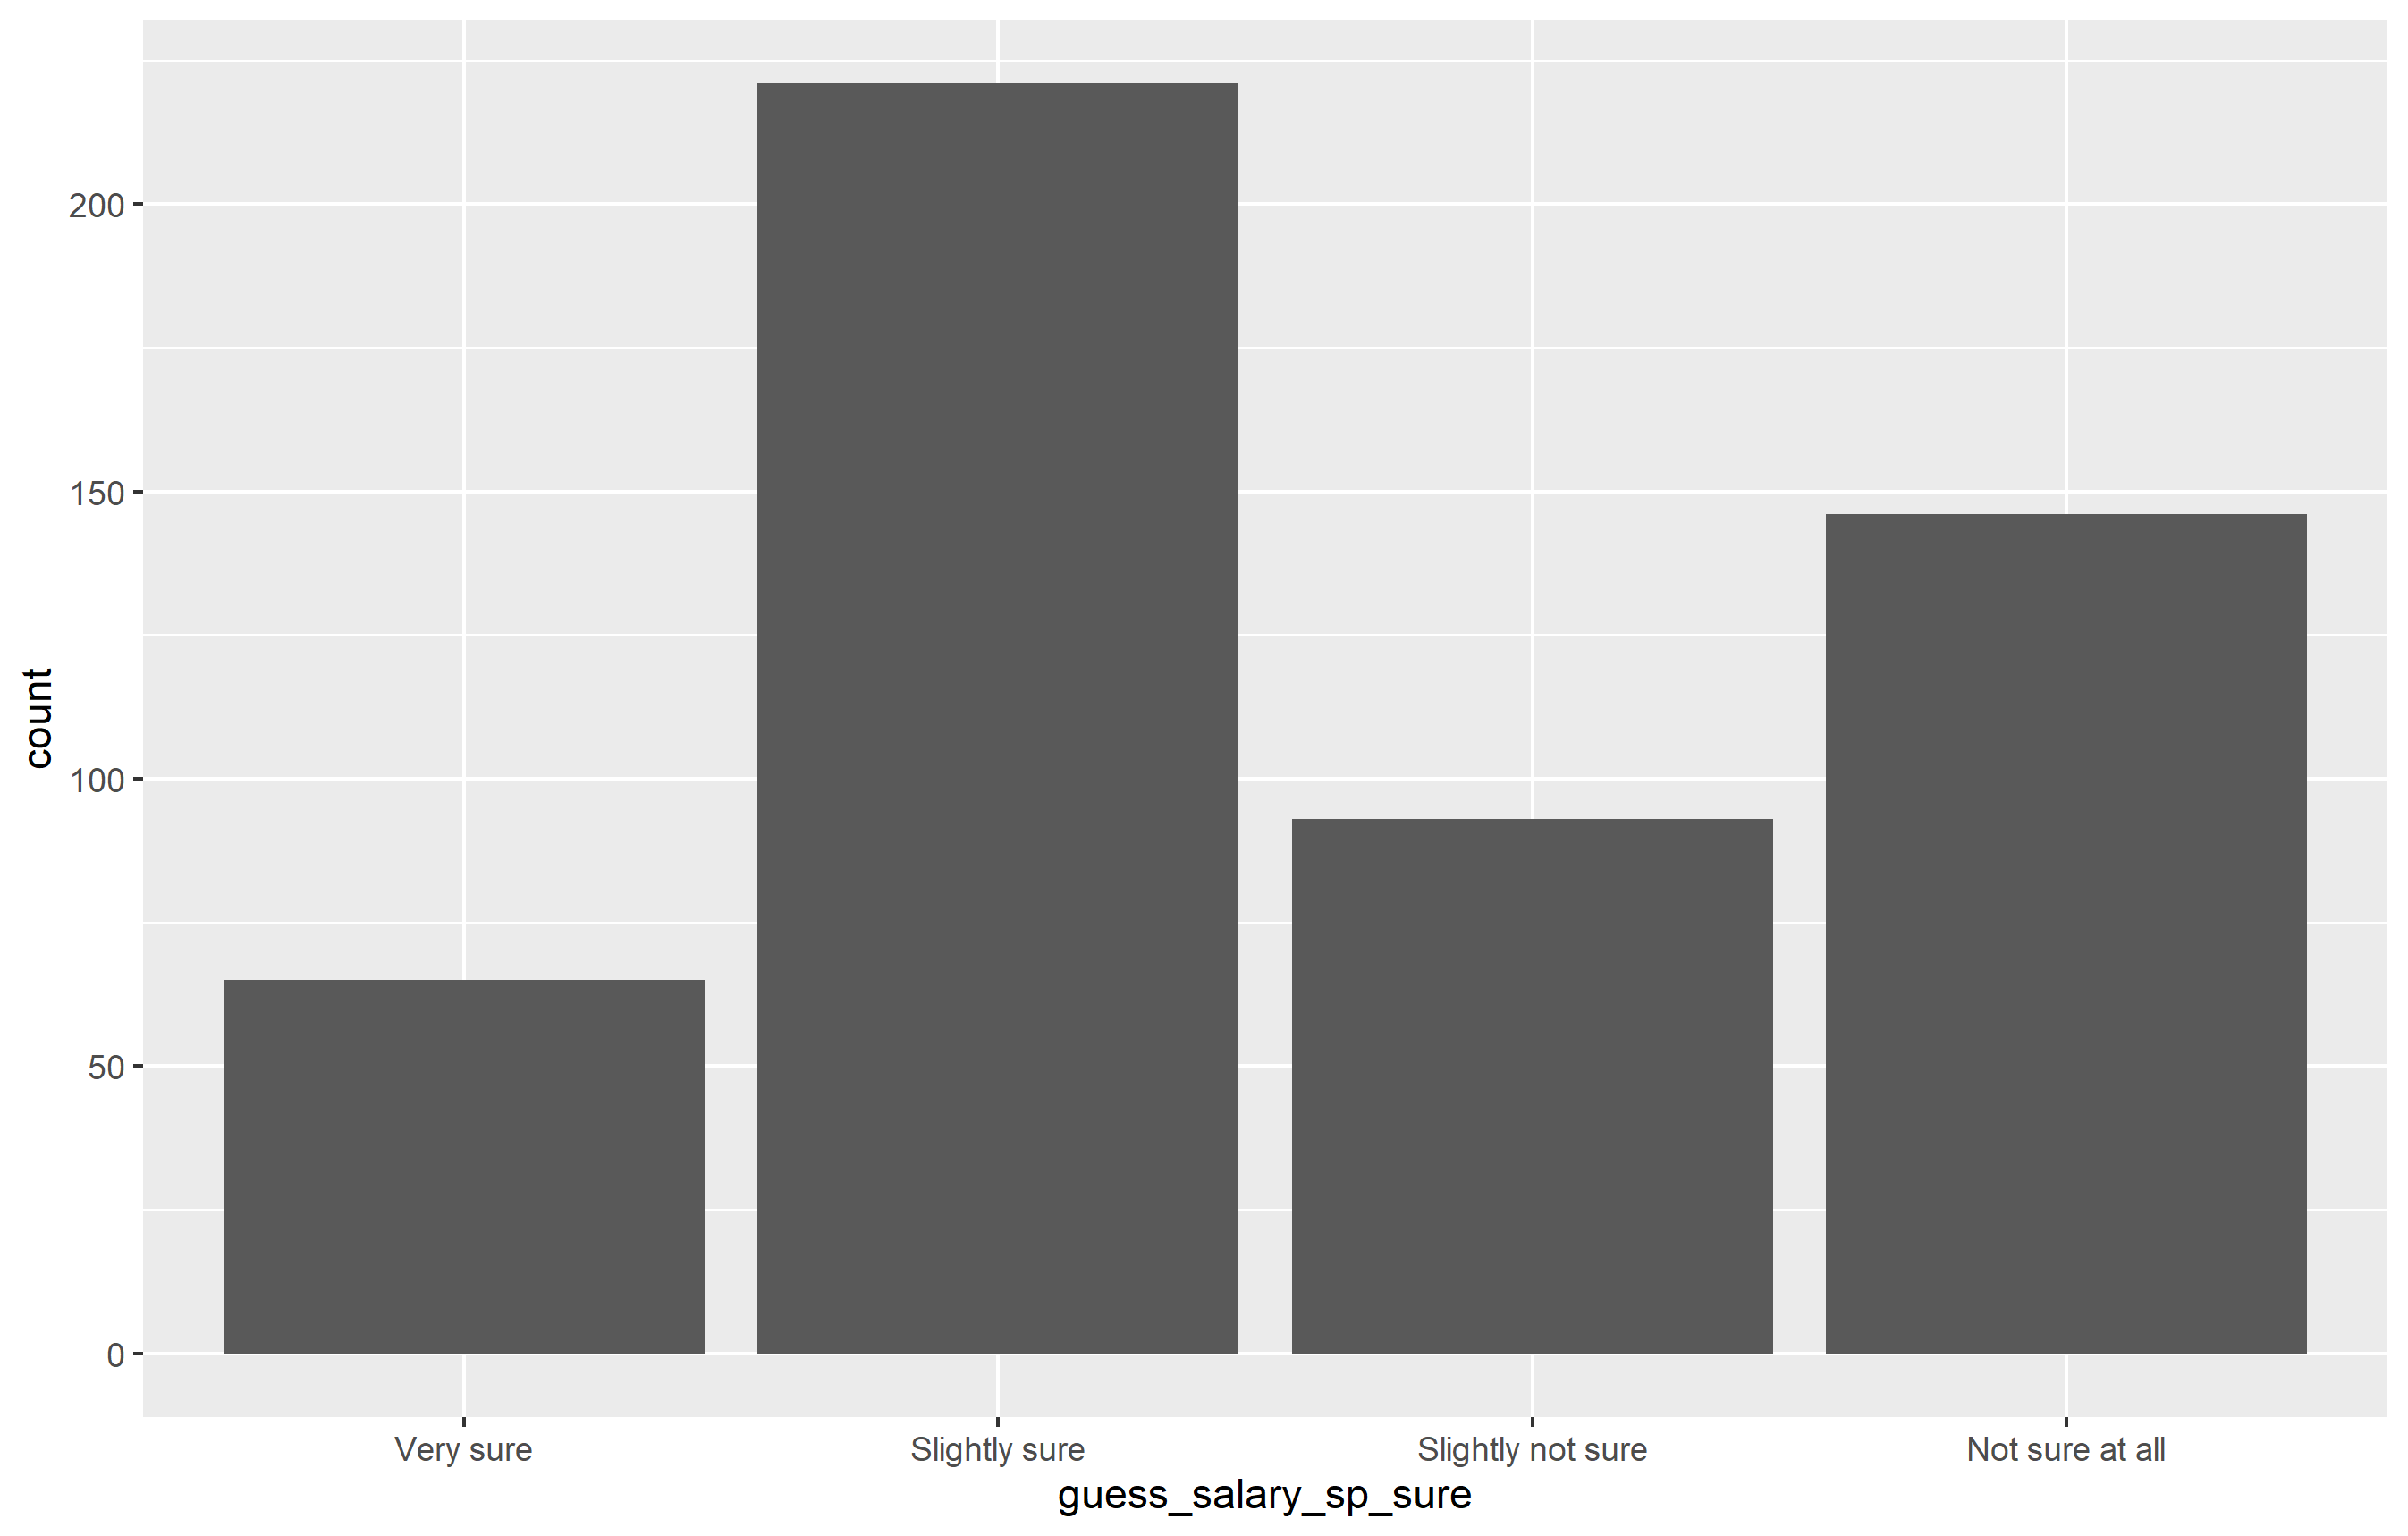 count
200
150
100
50
0
Very sure
Slightly sure
Slightly not sure
Not sure at all
guess_salary_sp_sure